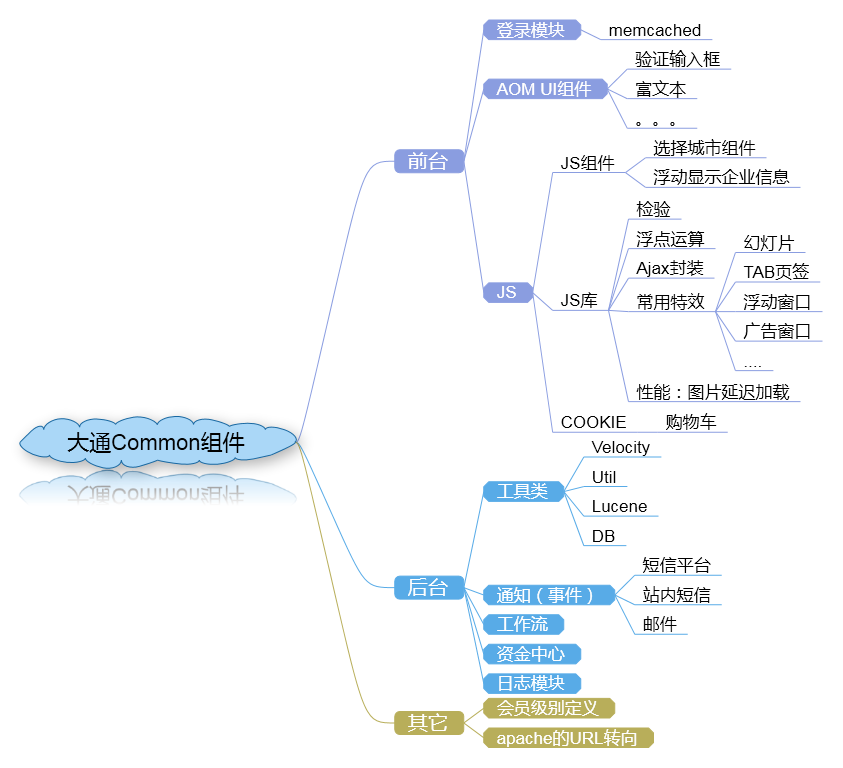 大通Common组件
前台
登录模块
memcached
AOM UI组件
验证输入框
富文本
。。。
JS
JS组件
选择城市组件
浮动显示企业信息
JS库
检验
浮点运算
Ajax封装
常用特效
幻灯片
TAB页签
浮动窗口
广告窗口
....
性能：图片延迟加载
COOKIE
购物车
后台
工具类
Velocity
Util
Lucene
DB
通知（事件）
短信平台
站内短信
邮件
工作流
资金中心
日志模块
其它
会员级别定义
apache的URL转向